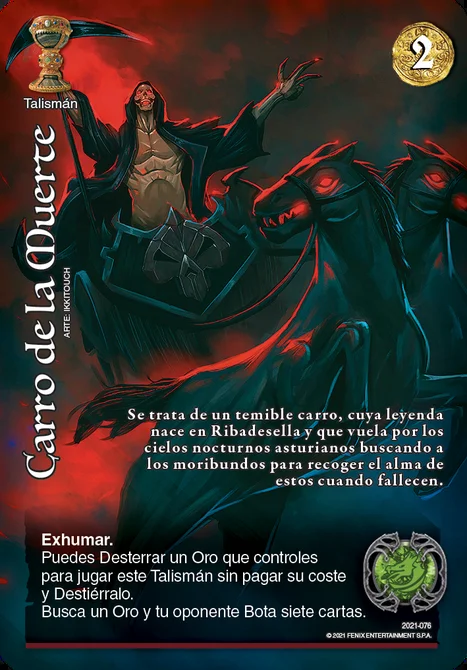 2
Talismán
Carro de la Muerte
ARTE: IKKITOUCH
Se trata de un temible carro, cuya leyenda
nace en Ribadesella y que vuela por los
cielos nocturnos asturianos buscando a
los moribundos para recoger el alma de
estos cuando fallecen.
Exhumar.
Puedes Desterrar un Oro que controles
para jugar este Talismán sin pagar su coste
y Destiérralo.
Busca un Oro y tu oponente Bota siete cartas.
2021-076
© 2021 FENIX ENTERTAINMENT S.P.A.